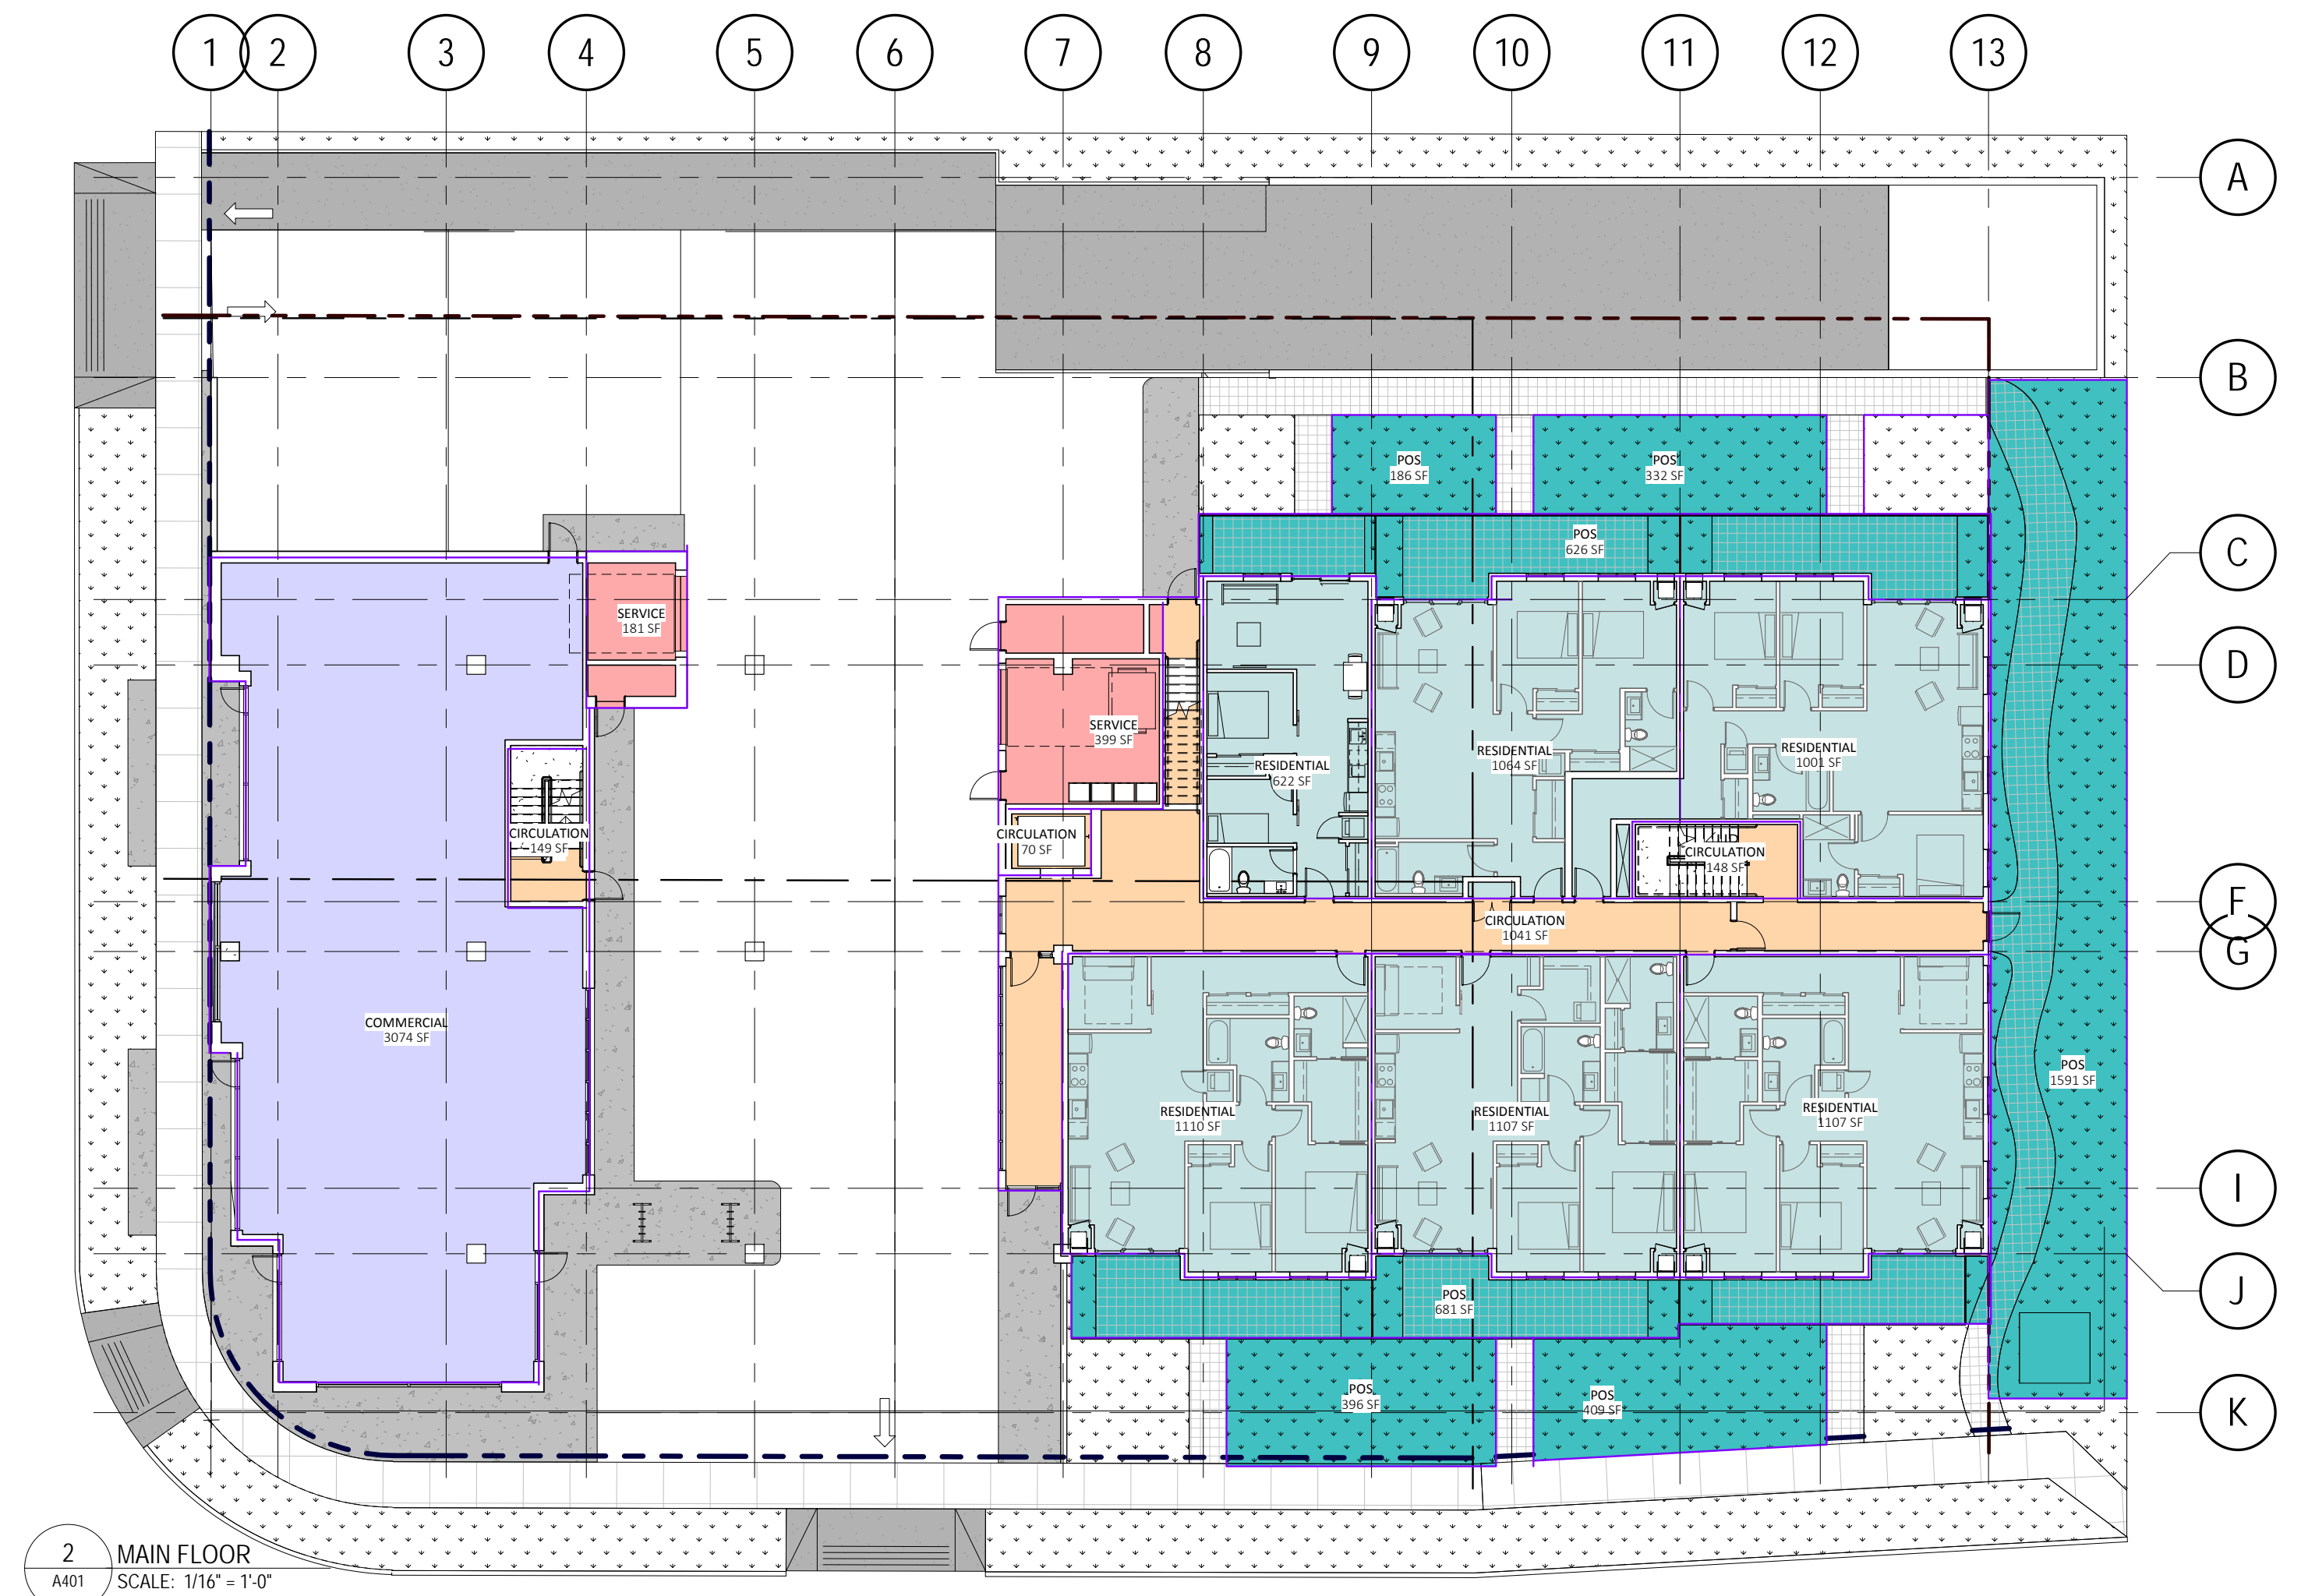 1
2
3
4
5
6
7
8
9
10
11
12
13
A
B
POS
186 SF
POS
332 SF
C
POS
626 SF
SERVICE
181 SF
D
SERVICE
399 SF
RESIDENTIAL
622 SF
RESIDENTIAL
1064 SF
RESIDENTIAL
1001 SF
CIRCULATION
149 SF
CIRCULATION
70 SF
CIRCULATION
148 SF
F
CIRCULATION
1041 SF
G
COMMERCIAL
3074 SF
POS
1591 SF
RESIDENTIAL
1110 SF
RESIDENTIAL
1107 SF
RESIDENTIAL
1107 SF
I
POS
681 SF
J
POS
396 SF
POS
409 SF
K
2
A401
MAIN FLOOR
SCALE: 1/16" = 1'-0"